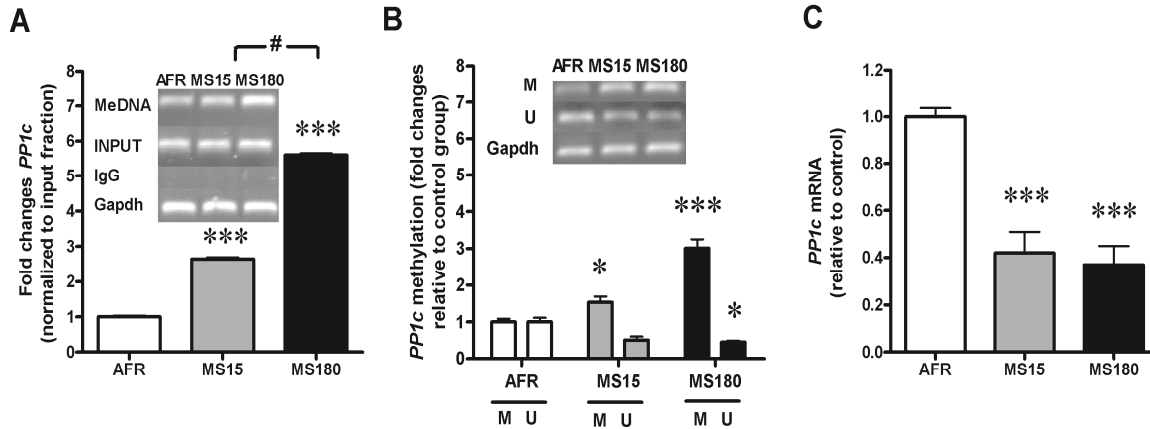 A
Fold changes PP1c
(normalized to input fraction)
8
7
6
5
4
3
2
1
0
#
AFR MS15 MS180
MeDNA
INPUT
IgG
Gapdh
***
***
AFR
MS15
MS180
B
PP1c methylation (fold changes
relative to control group)
8
7
6
5
4
3
2
1
0
AFR MS15 MS180
M
U
Gapdh
*
***
*
AFR
MS15
MS180
M U
M U
M U
C
PP1c mRNA
(relative to control)
1.2
1.0
0.8
0.6
0.4
0.2
0.0
***
***
AFR
MS15
MS180